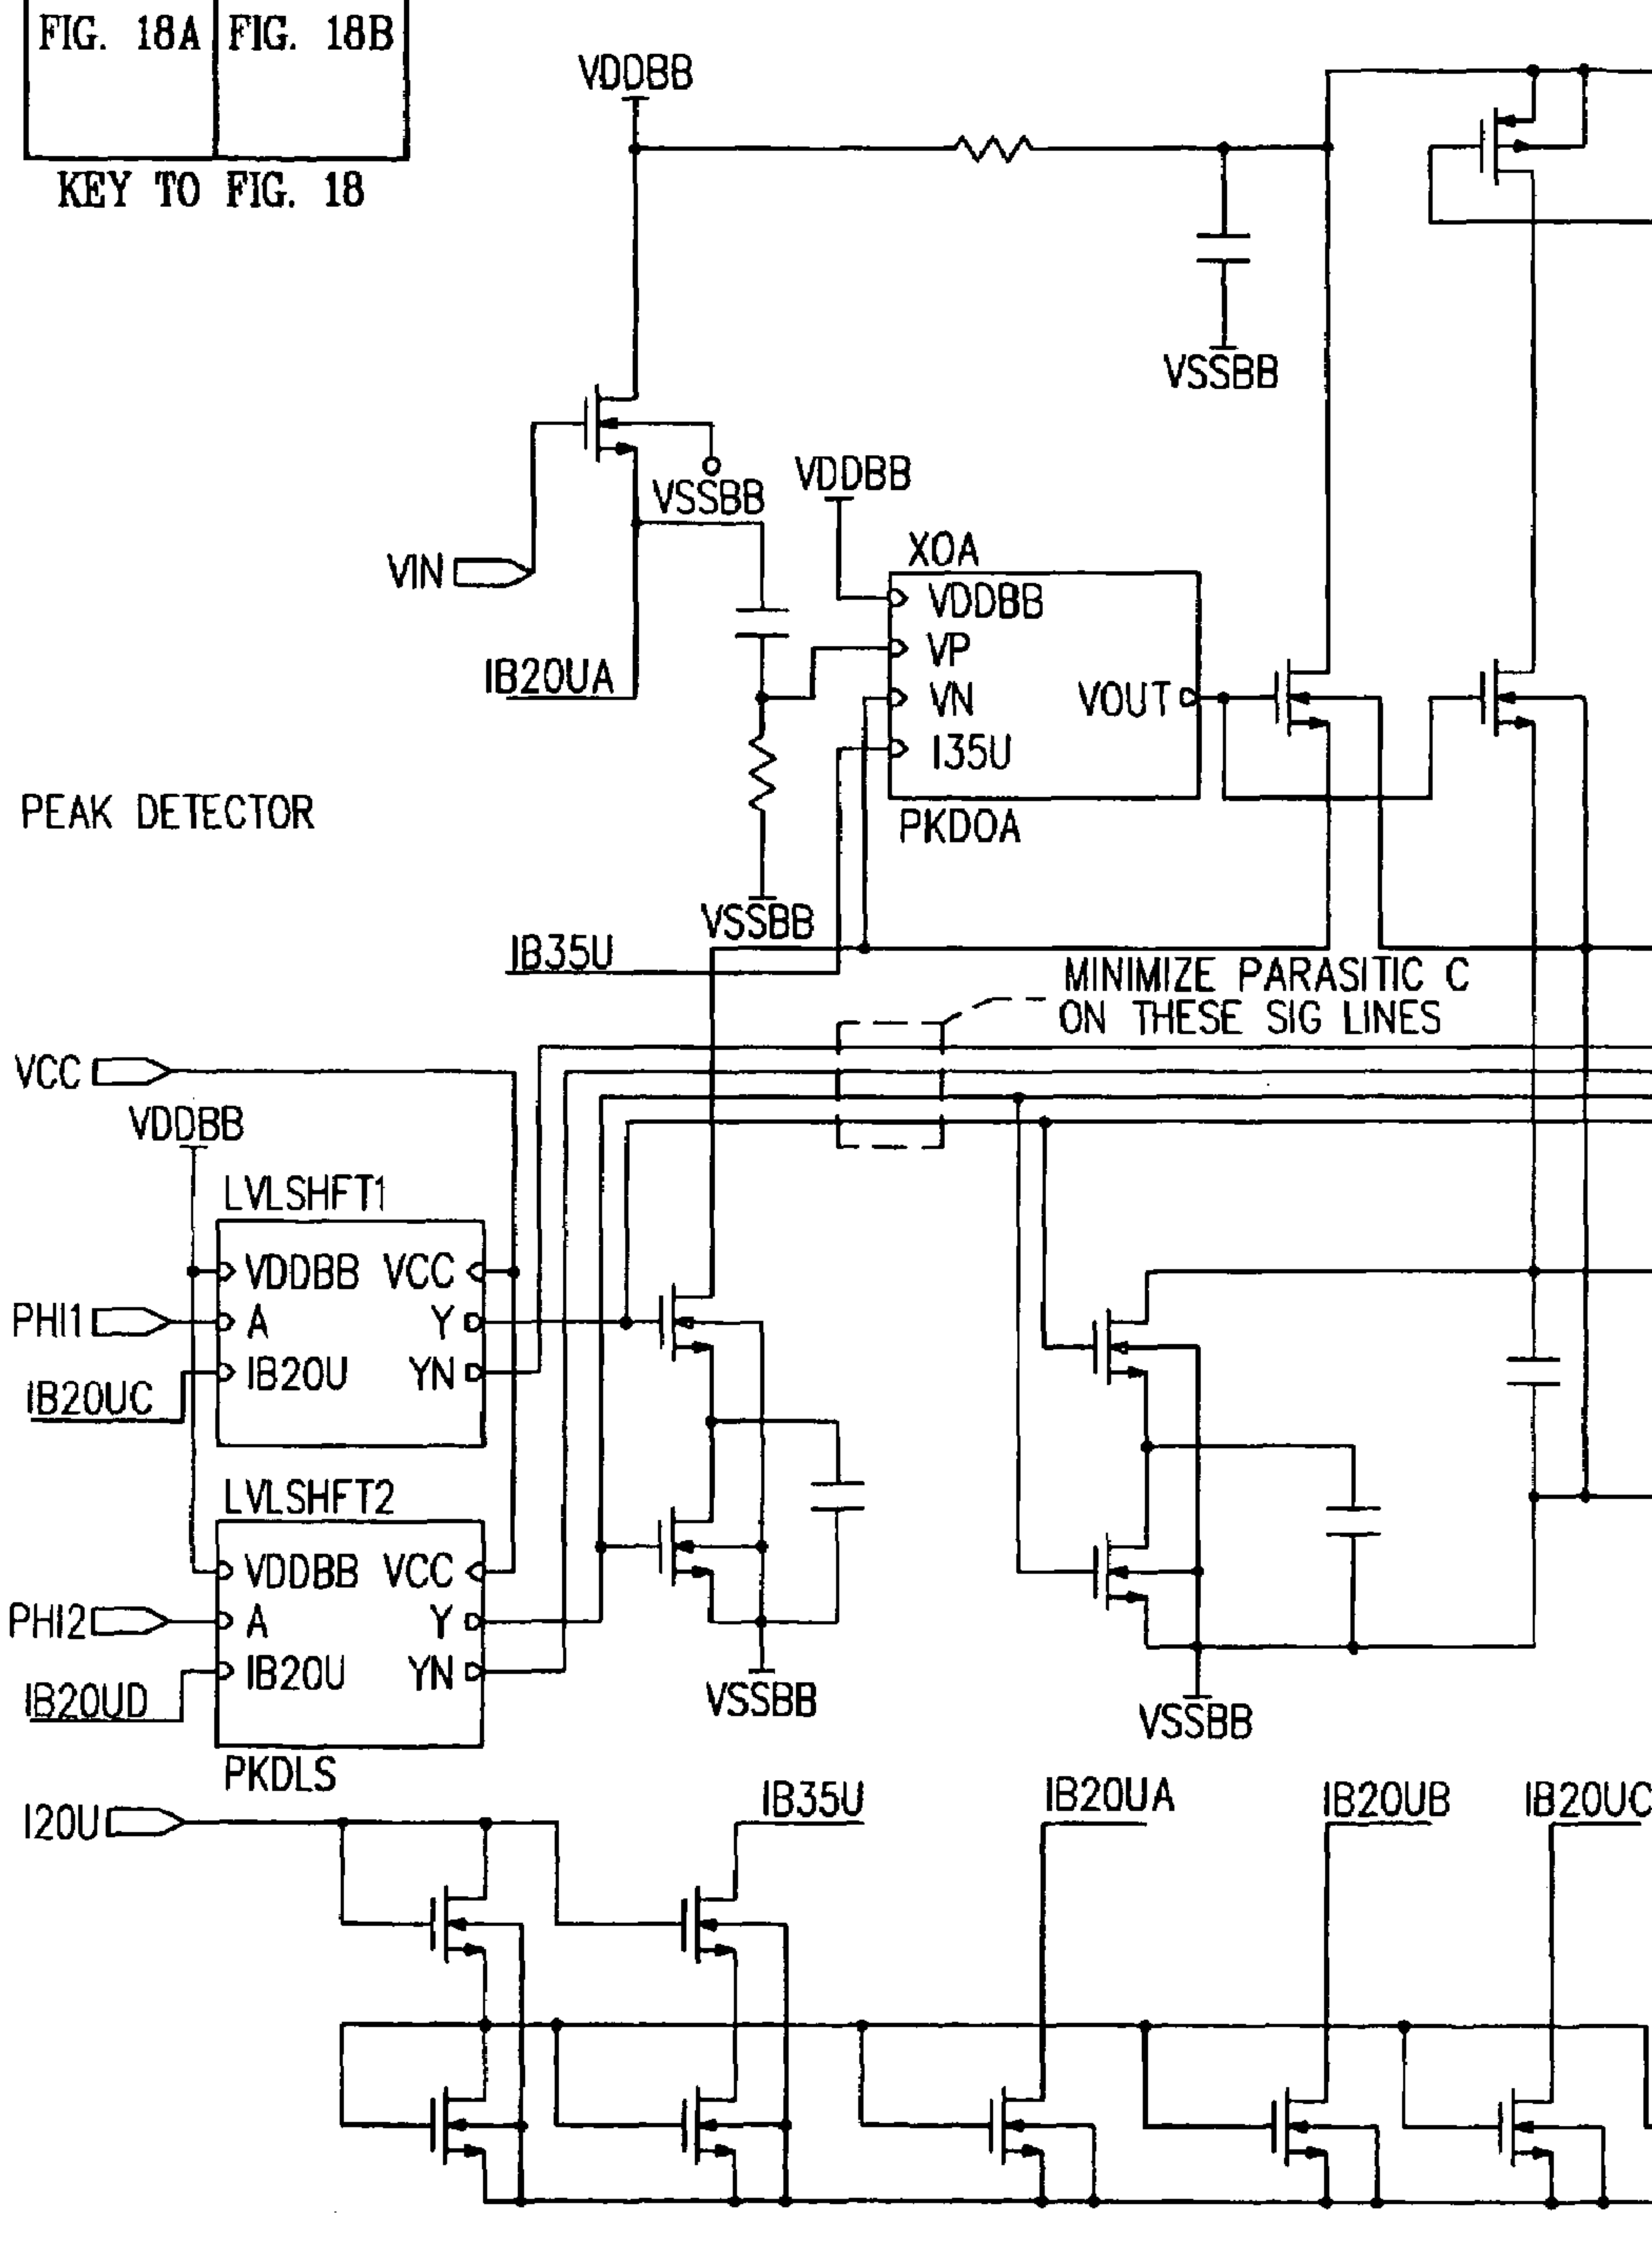 FIG. 18A FIG. 18B
KEY TO FIG. 18
VDDBB
VSSBB
VSSBB
VDDBB
VIN
XOA
VDDBB
VP
VN VOUT
I35U
IB20UA
PEAK DETECTOR
PKDOA
VSSBB
IB35U
MINIMIZE PARASITIC C
ON THESE SIG LINES
VCC
VDDBB
LVLSHFT1
VDDBB VCC
PHI1 A Y
IB20U YN
IB20UC
LVLSHFT2
VDDBB VCC
PHI2 A Y
IB20U YN
IB20UD
VSSBB
VSSBB
PKDLS
I20U
IB35U
IB20UA
IB20UB
IB20UC